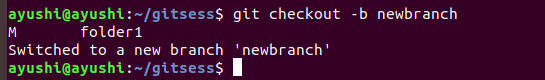 ayushi@ayushi:~/gitsess$ git checkout -b newbranch
M       folder1
Switched to a new branch 'newbranch'
ayushi@ayushi:~/gitsess$